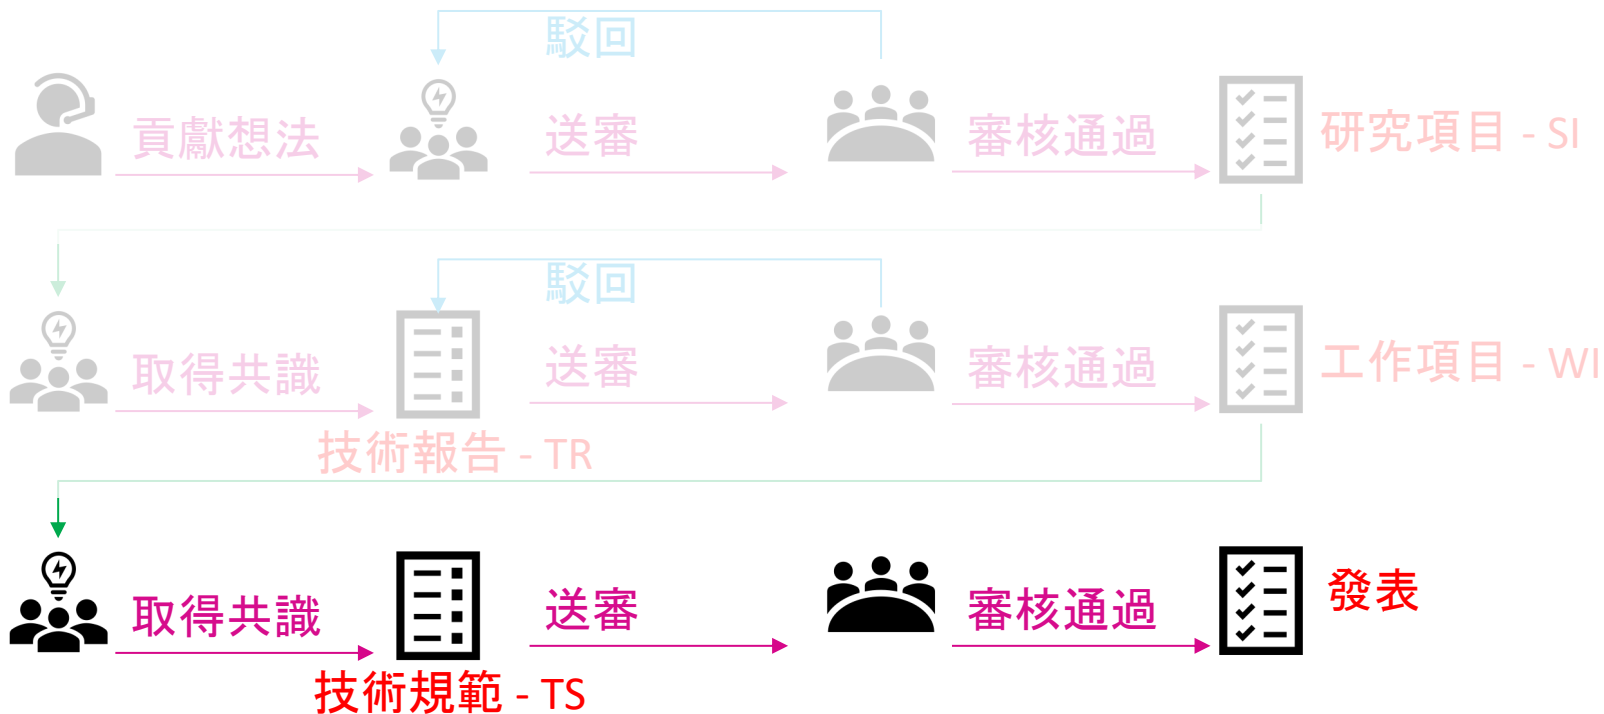 駁回
貢獻想法
送審
審核通過
研究項目 - SI
駁回
取得共識
送審
審核通過
工作項目 - WI
技術報告 - TR
取得共識
送審
審核通過
發表
技術規範 - TS